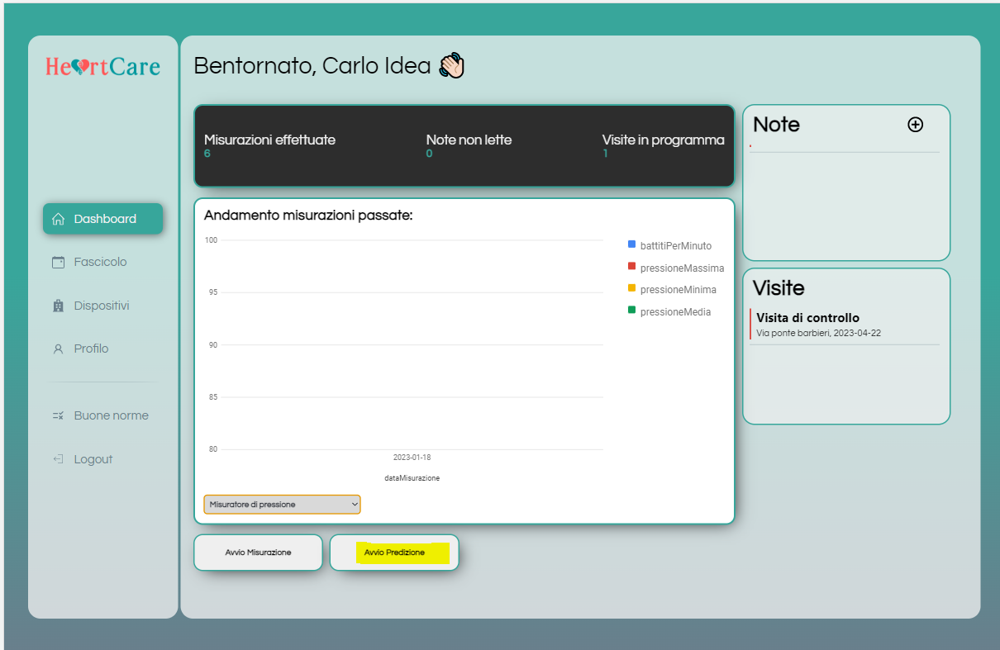 HeartCare
Dashboard
Fascicolo
Dispositivi
Profilo
Buone norme
Logout
Bentornato, Carlo Idea
Misurazioni effettuate
6
Note non lette
0
Visite in programma
1
Andamento misurazioni passate:
100
95
90
85
80
2023-01-18
dataMisurazione
battitiPerMinuto
pressioneMassima
pressioneMinima
pressioneMedia
Misuratore di pressione
Avvio Misurazione
Avvio Predizione
Note
Visite
Visita di controllo
Via ponte barbieri, 2023-04-22